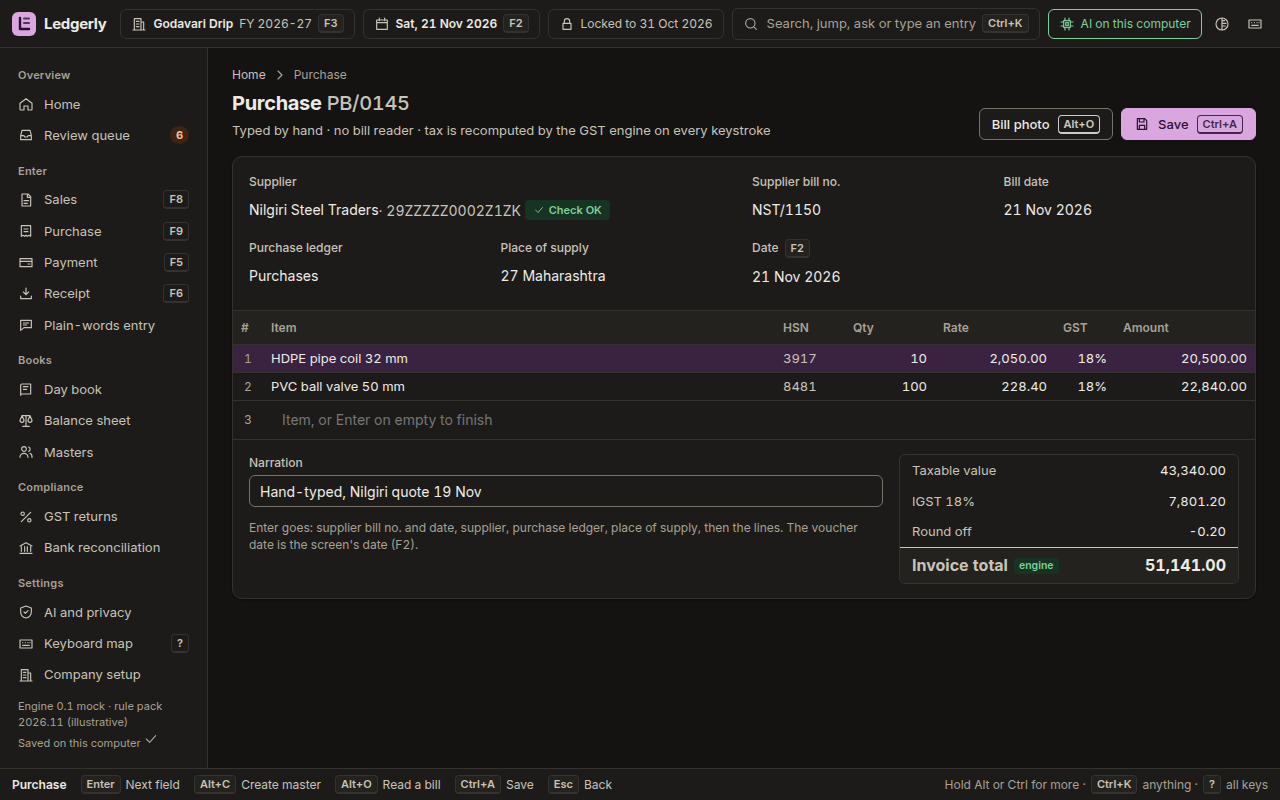 Ledgerly
Godavari Drip FY 2026-27 F3
Sat, 21 Nov 2026 F2
Locked to 31 Oct 2026
Search, jump, ask or type an entry Ctrl+K
AI on this computer
Overview
Home
Review queue 6
Enter
Sales F8
Purchase F9
Payment F5
Receipt F6
Plain-words entry
Books
Day book
Balance sheet
Masters
Compliance
GST returns
Bank reconciliation
Settings
AI and privacy
Keyboard map ?
Company setup
Engine 0.1 mock · rule pack
2026.11 (illustrative)
Saved on this computer
Home > Purchase
Purchase PB/0145
Typed by hand · no bill reader · tax is recomputed by the GST engine on every keystroke
Bill photo Alt+O
Save Ctrl+A
Supplier Supplier bill no. Bill date
Nilgiri Steel Traders· 29ZZZZZ0002Z1ZK Check OK NST/1150 21 Nov 2026
Purchase ledger Place of supply Date F2
Purchases 27 Maharashtra 21 Nov 2026
# Item HSN Qty Rate GST Amount
1 HDPE pipe coil 32 mm 3917 10 2,050.00 18% 20,500.00
2 PVC ball valve 50 mm 8481 100 228.40 18% 22,840.00
3 Item, or Enter on empty to finish
Narration
Hand-typed, Nilgiri quote 19 Nov
Enter goes: supplier bill no. and date, supplier, purchase ledger, place of supply, then the lines. The voucher
date is the screen's date (F2).
Taxable value 43,340.00
IGST 18% 7,801.20
Round off -0.20
Invoice total engine 51,141.00
Purchase Enter Next field Alt+C Create master Alt+O Read a bill Ctrl+A Save Esc Back
Hold Alt or Ctrl for more · Ctrl+K anything · ? all keys